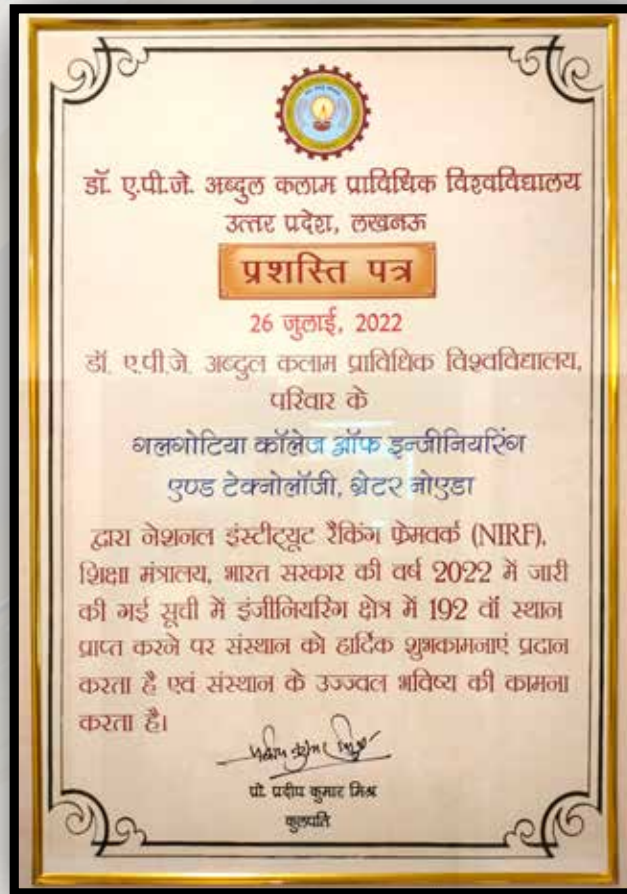 डॉ. ए.पी.जे. अब्दुल कलाम प्राविधिक विश्वविद्यालय
उत्तर प्रदेश, लखनऊ
प्रशस्ति पत्र
26 जुलाई, 2022
डॉ. ए.पी.जे. अब्दुल कलाम प्राविधिक विश्वविद्यालय,
परिवार के
गलगोटिया कॉलेज ऑफ इन्जीनियरिंग
एण्ड टेक्नोलॉजी, ग्रेटर नोएडा
द्वारा नेशनल इंस्टीट्यूट रैंकिंग फ्रेमवर्क (NIRF),
शिक्षा मंत्रालय, भारत सरकार की वर्ष 2022 में जारी
की गई सूची में इंजीनियरिंग क्षेत्र में 192 वॉ स्थान
प्राप्त करने पर संस्थान को हार्दिक शुभकामनाएं प्रदान
करता है एवं संस्थान के उज्ज्वल भविष्य की कामना
करता है।
प्रो. प्रदीप कुमार मिश्र
कुलपति